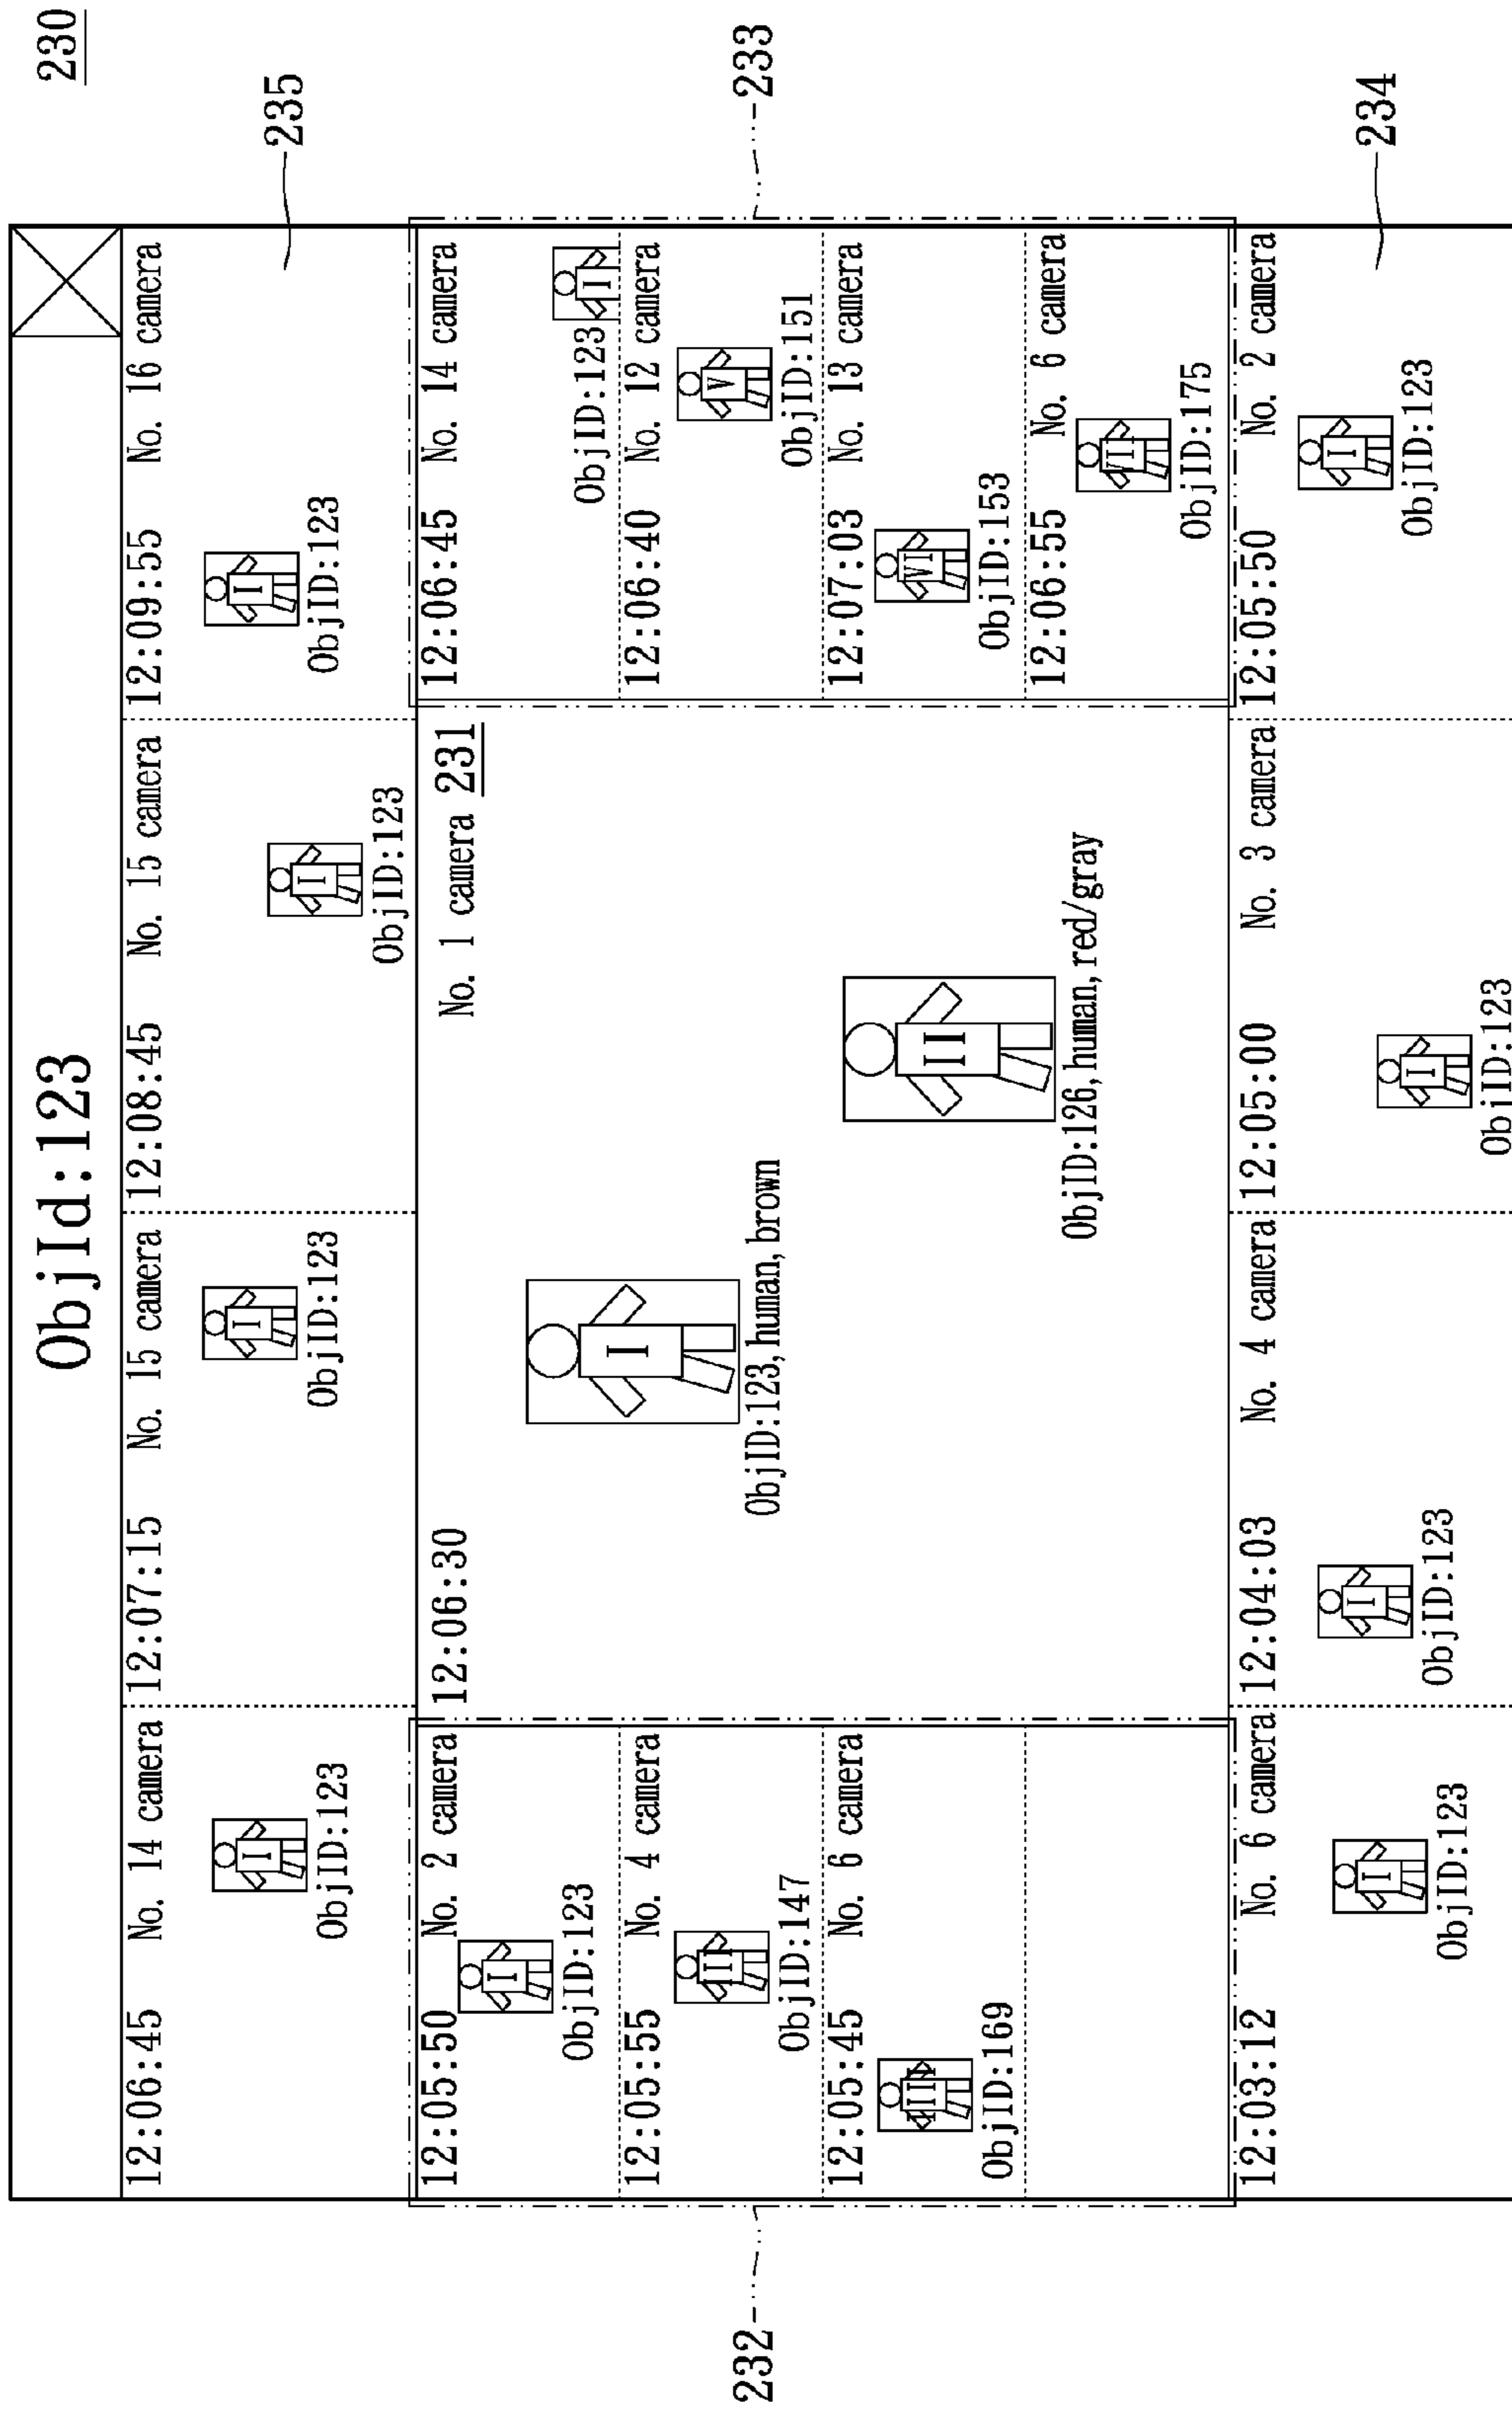 230
ObjId:123
12:06:45 No. 14 camera
ObjID:123
12:07:15 No. 15 camera
ObjID:123
12:08:45 No. 15 camera
ObjID:123
12:09:55 No. 16 camera
ObjID:123
235
12:05:50 No. 2 camera
I
ObjID:123
12:05:55 No. 4 camera
III
ObjID:147
12:05:45 No. 6 camera
ObjID:169
232
12:06:30 No. 1 camera 231
I
ObjID:123, human, brown
II
ObjID:126, human, red/gray
12:06:45 No. 14 camera
I
ObjID:123
12:06:40 No. 12 camera
V
ObjID:151
12:07:03 No. 13 camera
VI
ObjID:153
12:06:55 No. 6 camera
ObjID:175
233
12:03:12 No. 6 camera
I
ObjID:123
12:04:03 No. 4 camera
I
ObjID:123
12:05:00 No. 3 camera
I
ObjID:123
12:05:50 No. 2 camera
I
ObjID:123
234